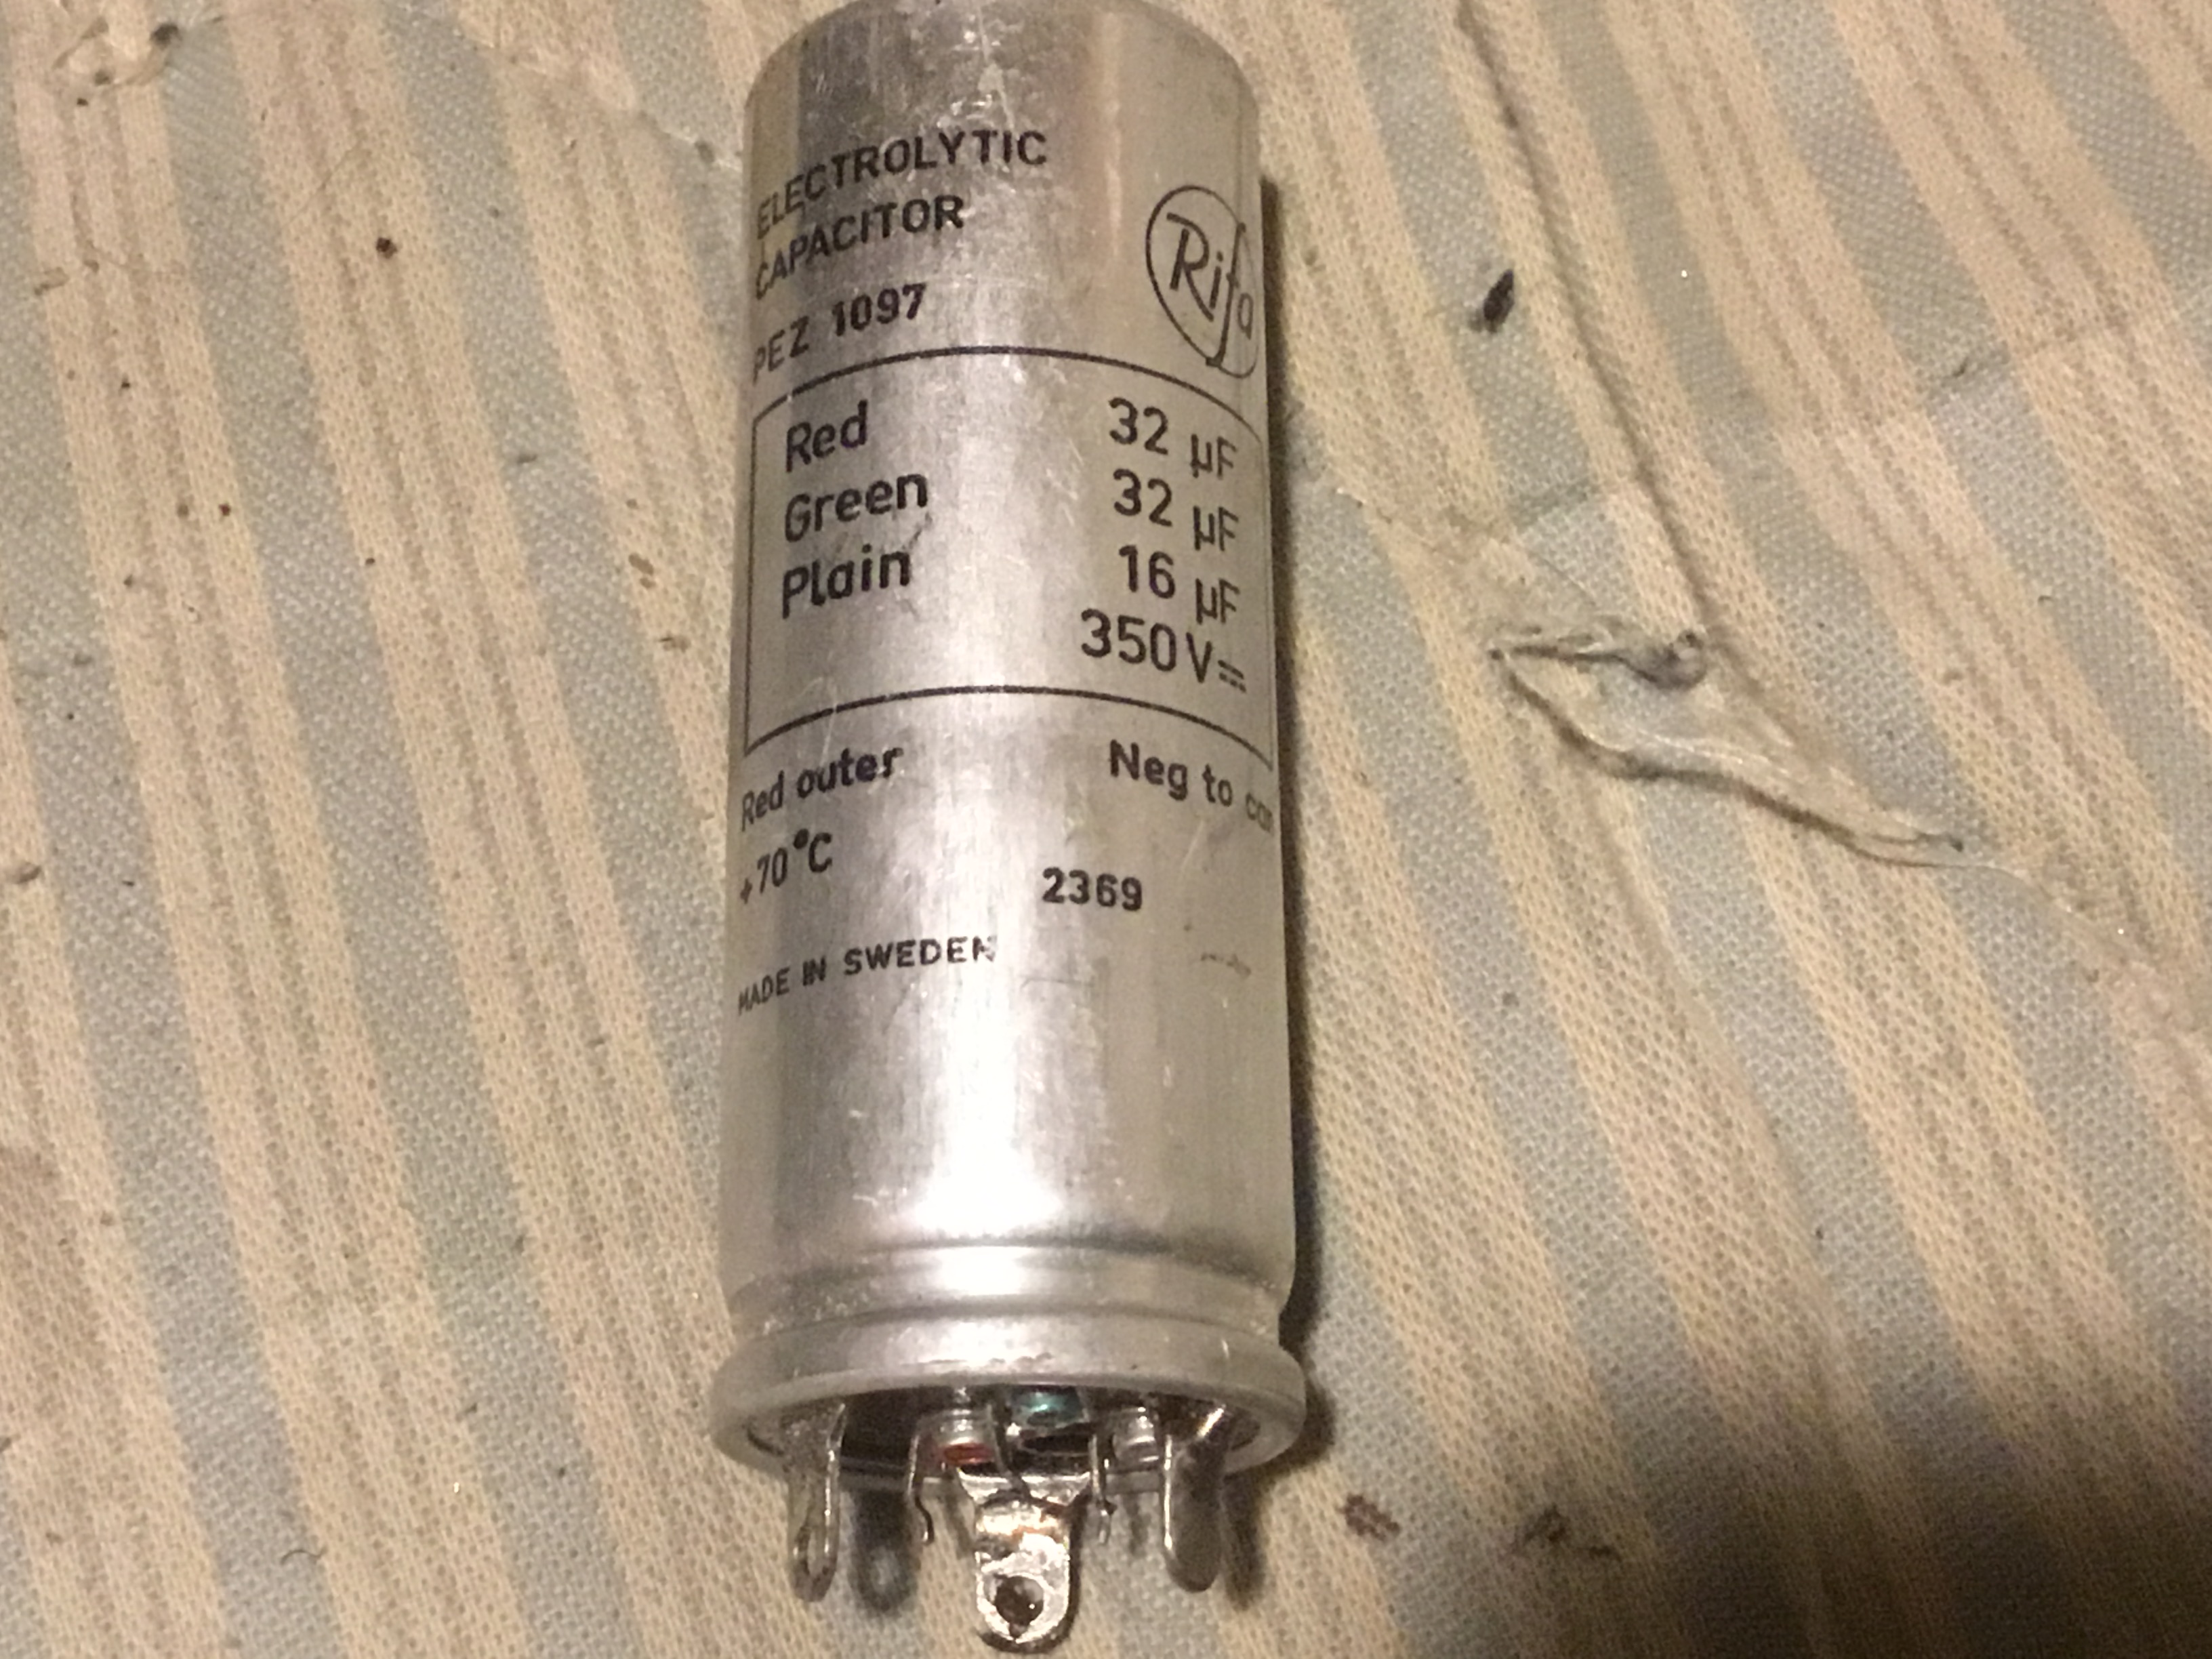 ELECTROLYTIC
CAPACITOR
Rifa
PEZ 1097
Red 32 µF
Green 32 µF
Plain 16 µF
350 V⎓
Red outer Neg to
+70°C
2369
MADE IN SWEDEN